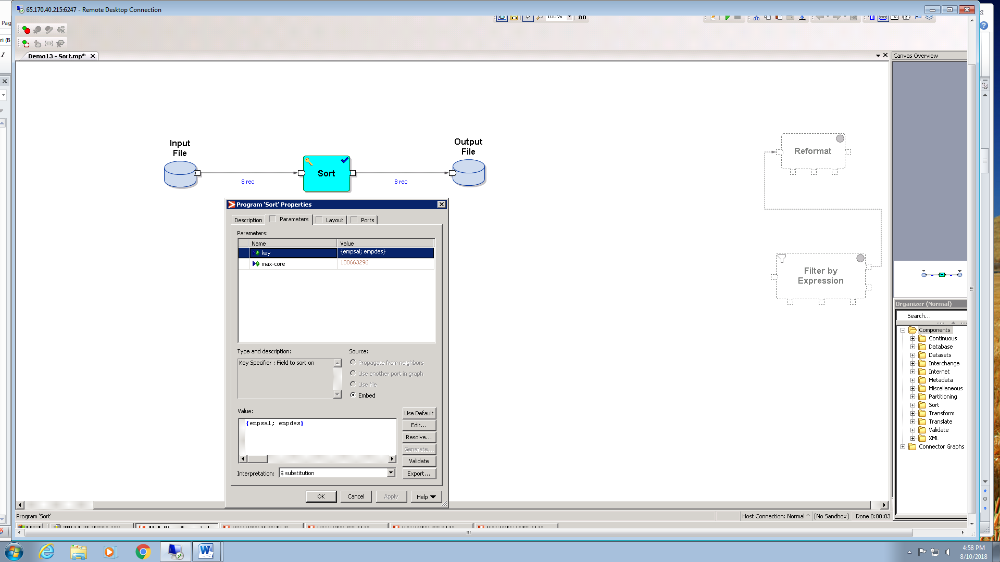 65.170.40.215:6247 - Remote Desktop Connection
Pag
ri (B
I
100%
ab
Demo13 - Sort.mp*
Canvas Overview
Input
File
Output
File
Sort
8 rec
8 rec
Reformat
Filter by
Expression
Program 'Sort' Properties
Description
Parameters
Layout
Ports
Parameters:
Name
Value
key
{empsal; empdes}
max-core
100663296
Type and description:
Source:
Key Specifier : Field to sort on
Propagate from neighbors
Use another port in graph
Use file
Embed
Value:
{empsal; empdes}
Use Default
Edit...
Resolve...
Generate...
Validate
Export...
Interpretation:
$ substitution
OK
Cancel
Apply
Help
Organizer (Normal)
Search...
Components
Continuous
Database
Datasets
Interchange
Internet
Metadata
Miscellaneous
Partitioning
Sort
Transform
Translate
Validate
XML
Connector Graphs
Program 'Sort'
Host Connection: Normal ^
[No Sandbox]
Done 0:00:03
4:58 PM
8/10/2018